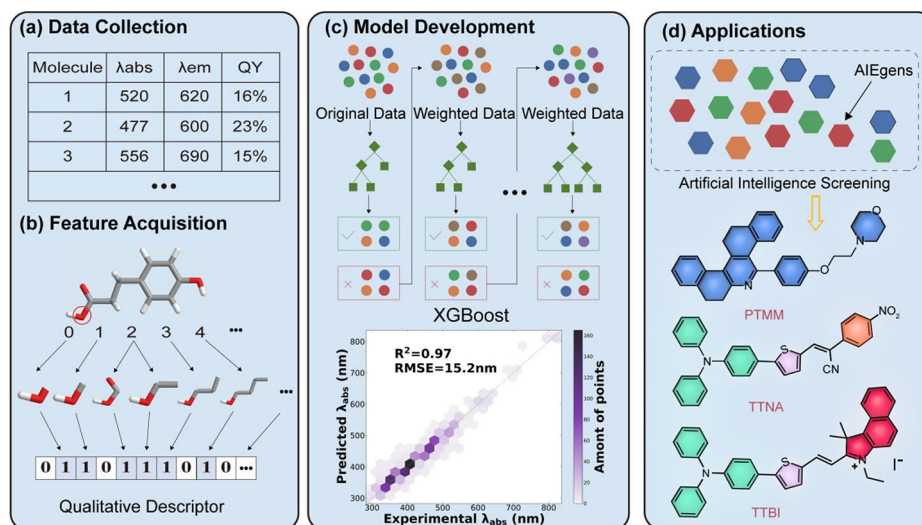 (a) Data Collection
Molecule λabs λem QY
1 520 620 16%
2 477 600 23%
3 556 690 15%
•••
(b) Feature Acquisition
0 1 2 3 4 •••
•••
0 1 1 0 1 1 1 0 1 0 •••
Qualitative Descriptor
(c) Model Development
Original Data Weighted Data Weighted Data
•••
XGBoost
R²=0.97
RMSE=15.2nm
Predicted λabs (nm)
800
700
600
500
400
300
300 400 500 600 700 800
Experimental λabs (nm)
160
140
120
100
80
60
40
20
0
Amont of points
(d) Applications
AIEgens
Artificial Intelligence Screening
O
N
O
N
PTMM
NO₂
S
N
CN
TTNA
S
N
N
+
I⁻
TTBI